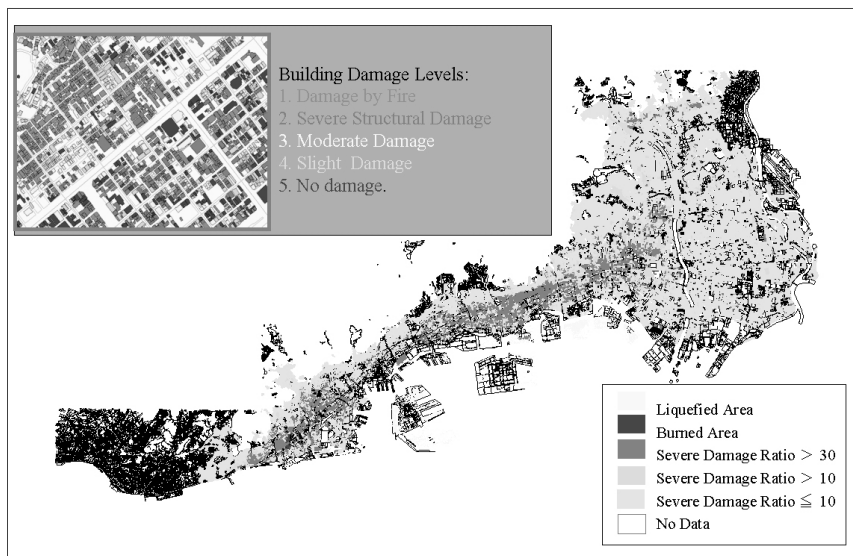 Building Damage Levels:
1. Damage by Fire
2. Severe Structural Damage
3. Moderate Damage
4. Slight Damage
5. No damage.
Liquefied Area
Burned Area
Severe Damage Ratio > 30
Severe Damage Ratio > 10
Severe Damage Ratio ≦ 10
No Data